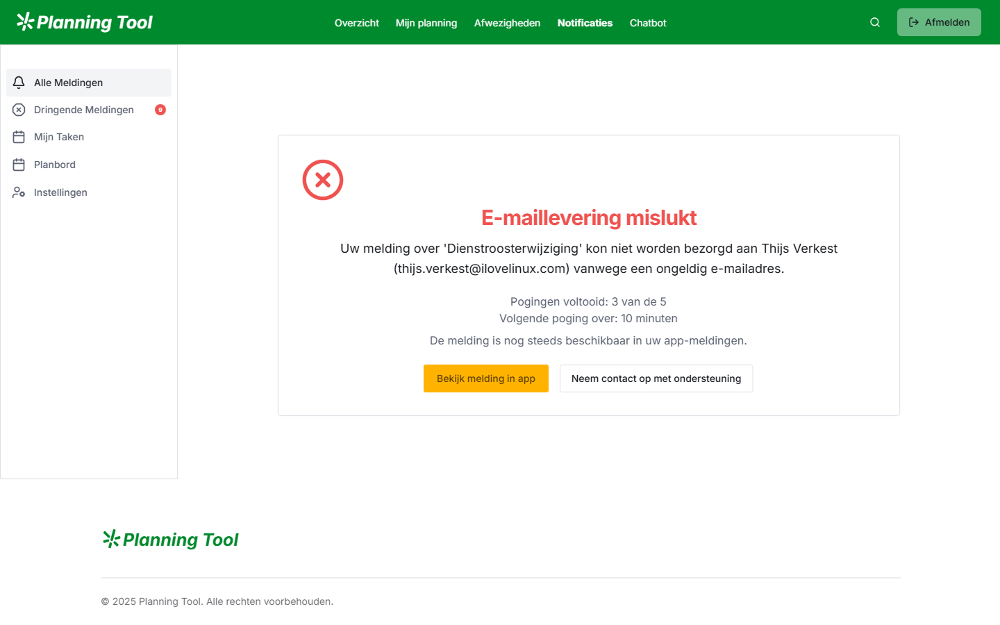 Planning Tool
Overzicht
Mijn planning
Afwezigheden
Notificaties
Chatbot
Afmelden
Alle Meldingen
Dringende Meldingen
9
Mijn Taken
Planbord
Instellingen
E-maillevering mislukt
Uw melding over 'Dienstroosterwijziging' kon niet worden bezorgd aan Thijs Verkest
(thijs.verkest@ilovelinux.com) vanwege een ongeldig e-mailadres.
Pogingen voltooid: 3 van de 5
Volgende poging over: 10 minuten
De melding is nog steeds beschikbaar in uw app-meldingen.
Bekijk melding in app
Neem contact op met ondersteuning
Planning Tool
© 2025 Planning Tool. Alle rechten voorbehouden.